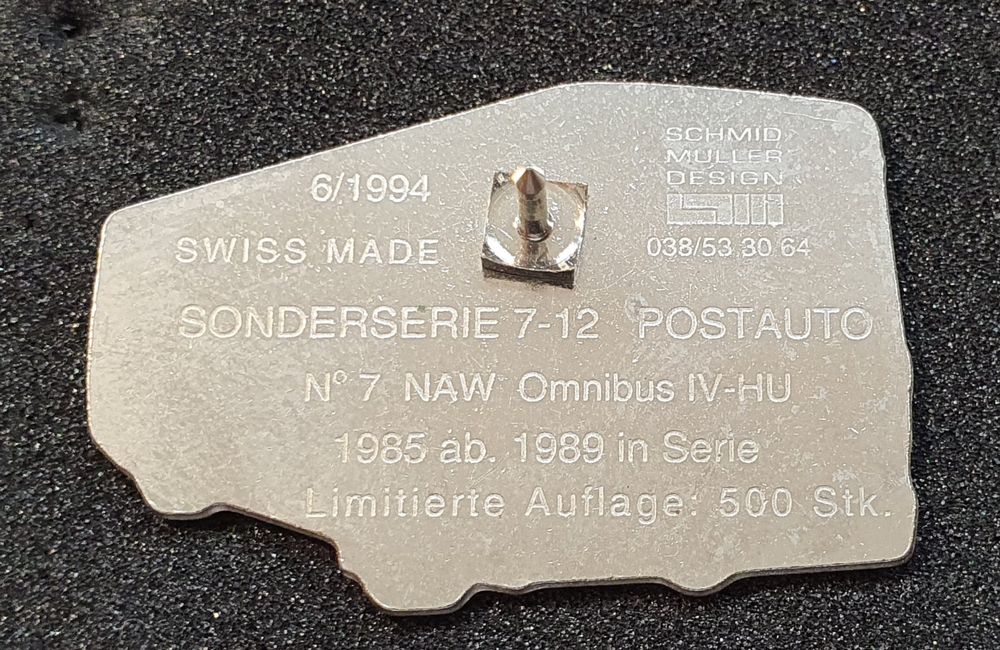 6/1994
SWISS MADE
SCHMID
MULLER
DESIGN
038/53 30 64
SONDERSERIE 7-12 POSTAUTO
N° 7 NAW Omnibus IV-HU
1985 ab. 1989 in Serie
Limitierte Auflage: 500 Stk.